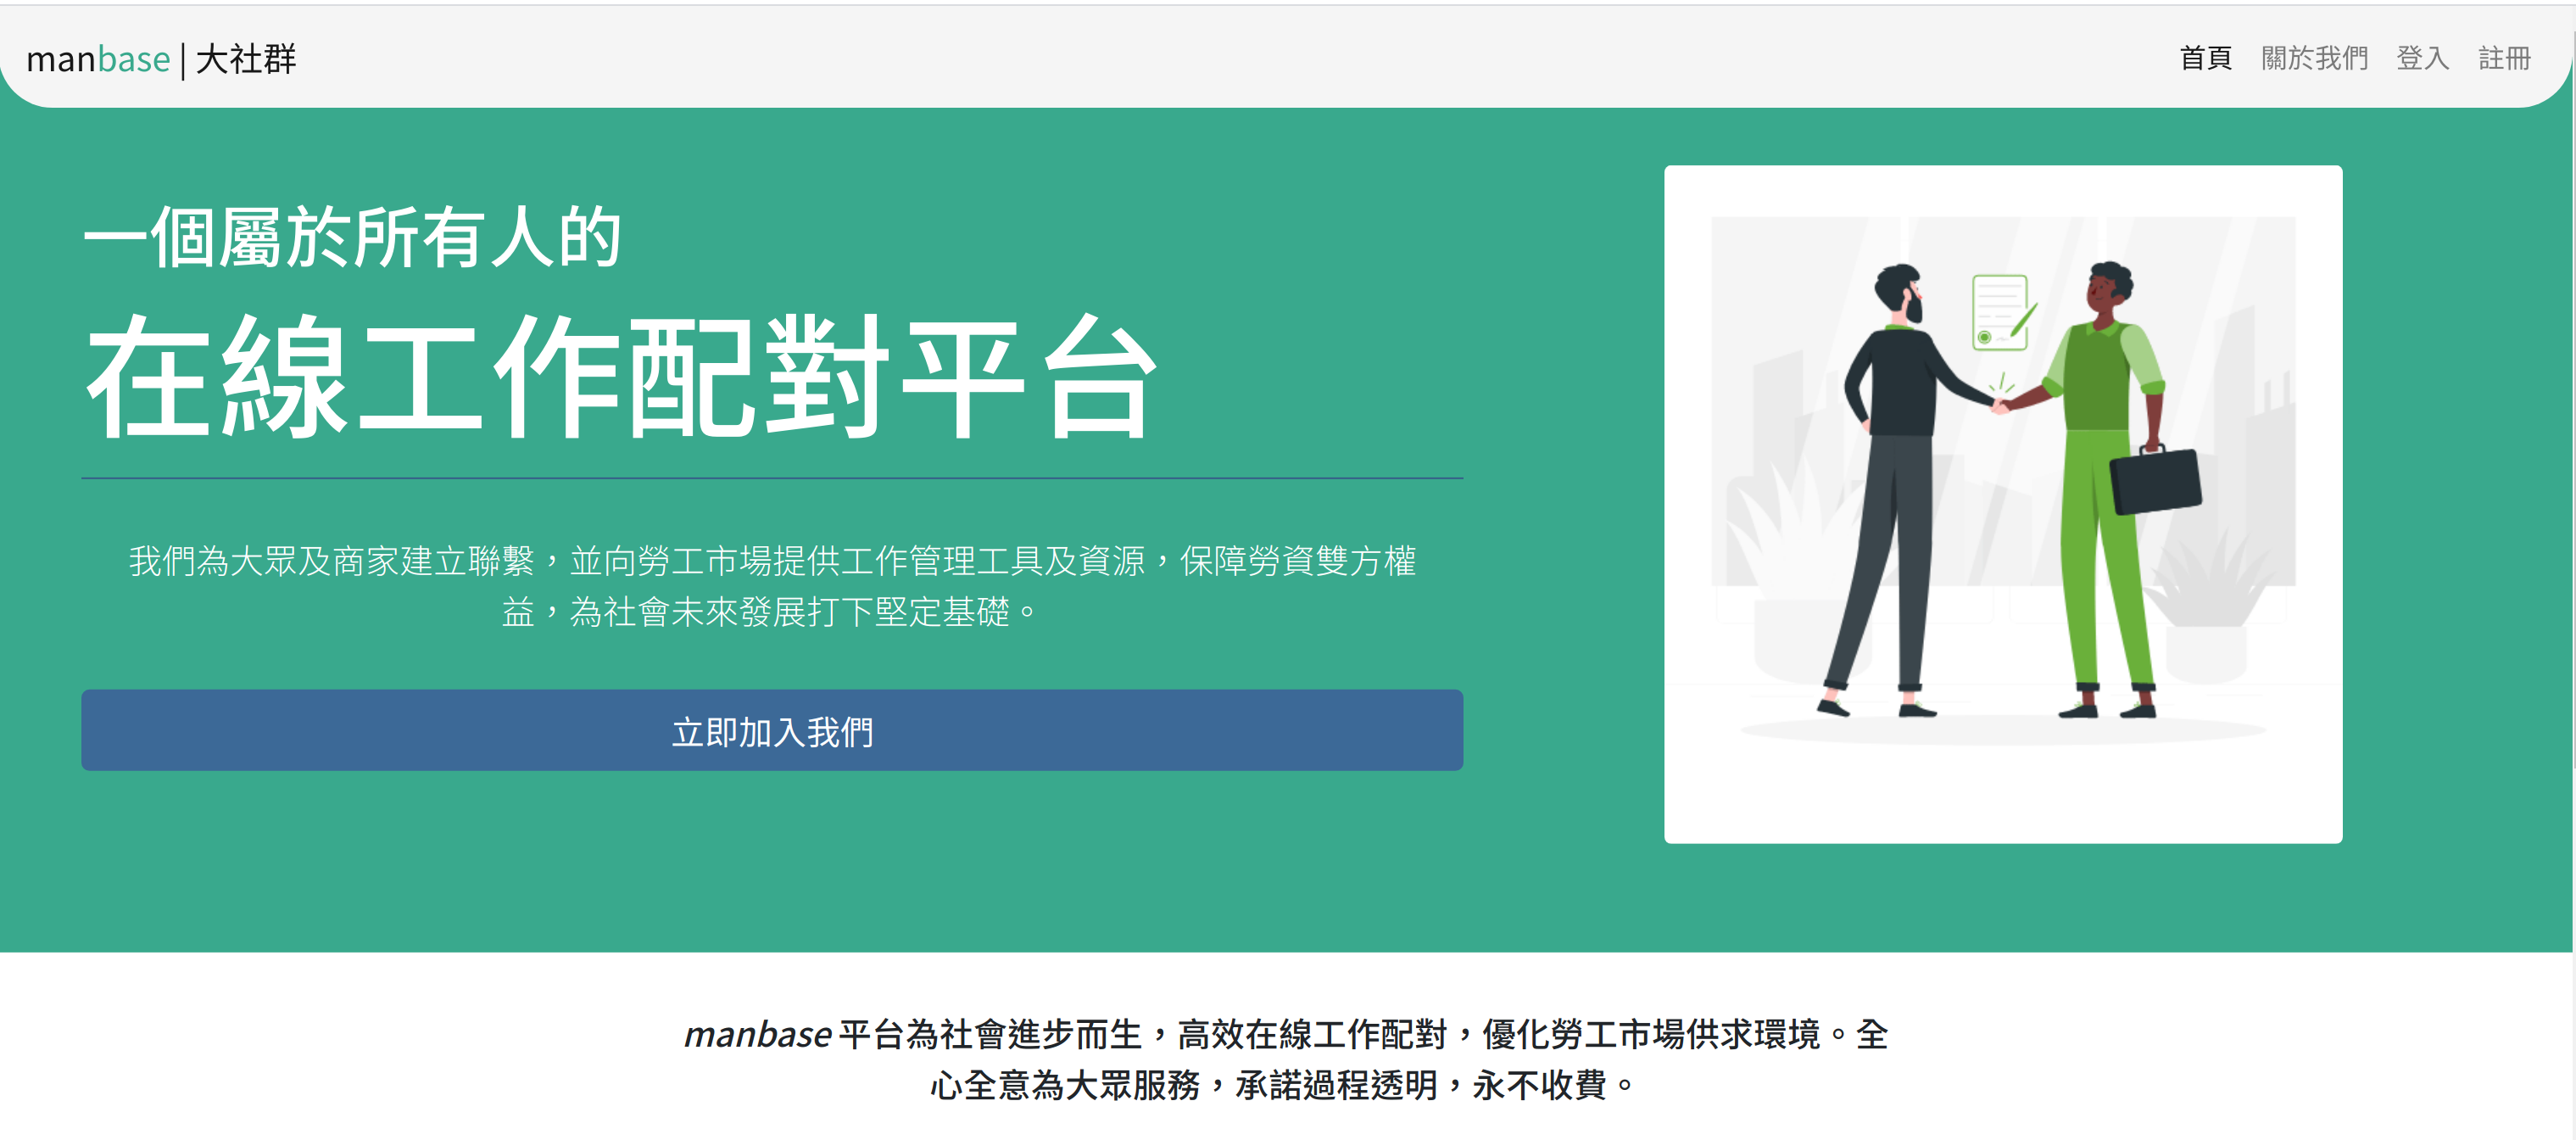 manbase | 大社群
首頁 關於我們 登入 註冊
一個屬於所有人的
在線工作配對平台
我們為大眾及商家建立聯繫，並向勞工市場提供工作管理工具及資源，保障勞資雙方權
益，為社會未來發展打下堅定基礎。
立即加入我們
manbase 平台為社會進步而生，高效在線工作配對，優化勞工市場供求環境。全
心全意為大眾服務，承諾過程透明，永不收費。